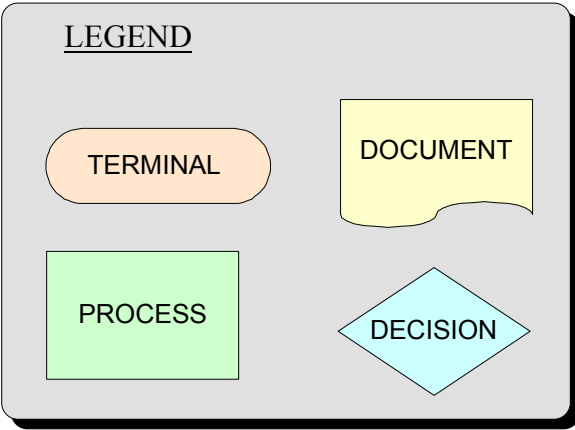 LEGEND
TERMINAL
DOCUMENT
PROCESS
DECISION